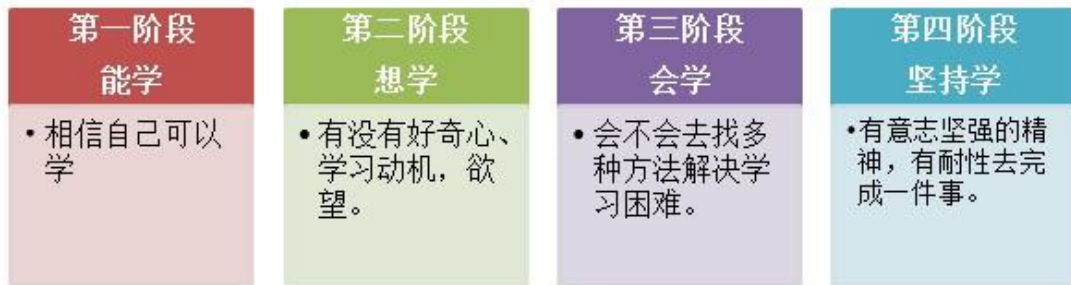 第一阶段
能学
• 相信自己可以
学
第二阶段
想学
• 有没有好奇心、
学习动机，欲
望。
第三阶段
会学
• 会不会去找多
种方法解决学
习困难。
第四阶段
坚持学
•有意志坚强的精
神，有耐性去完
成一件事。